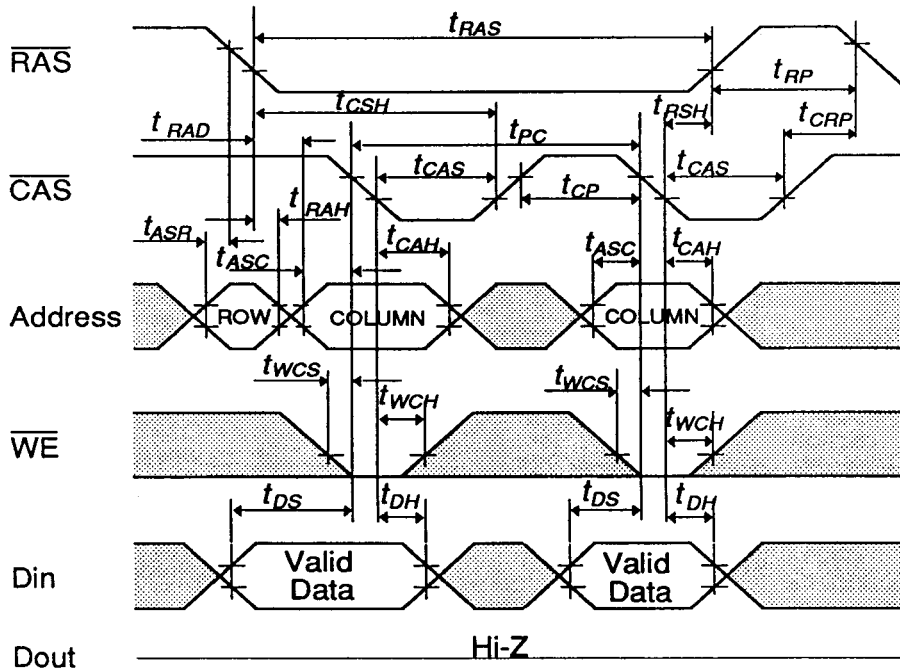 RAS
tRAS
tRP
tCSH
tRSH
tCRP
tRAD
tPC
CAS
tCAS
tCP
tCAS
tRAH
tASR
tASC
tCAH
tASC
tCAH
Address
ROW
COLUMN
COLUMN
tWCS
tWCH
tWCS
tWCH
WE
tDS
tDH
tDS
tDH
Din
Valid
Data
Valid
Data
Dout
Hi-Z